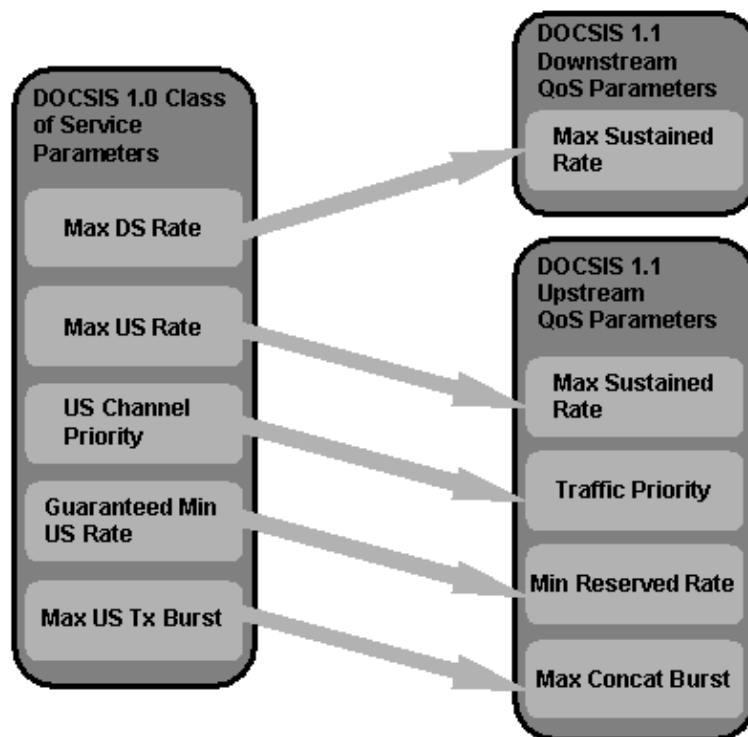 DOCSIS 1.0 Class
of Service
Parameters
Max DS Rate
Max US Rate
US Channel
Priority
Guaranteed Min
US Rate
Max US Tx Burst
DOCSIS 1.1
Downstream
QoS Parameters
Max Sustained
Rate
DOCSIS 1.1
Upstream
QoS Parameters
Max Sustained
Rate
Traffic Priority
Min Reserved Rate
Max Concat Burst